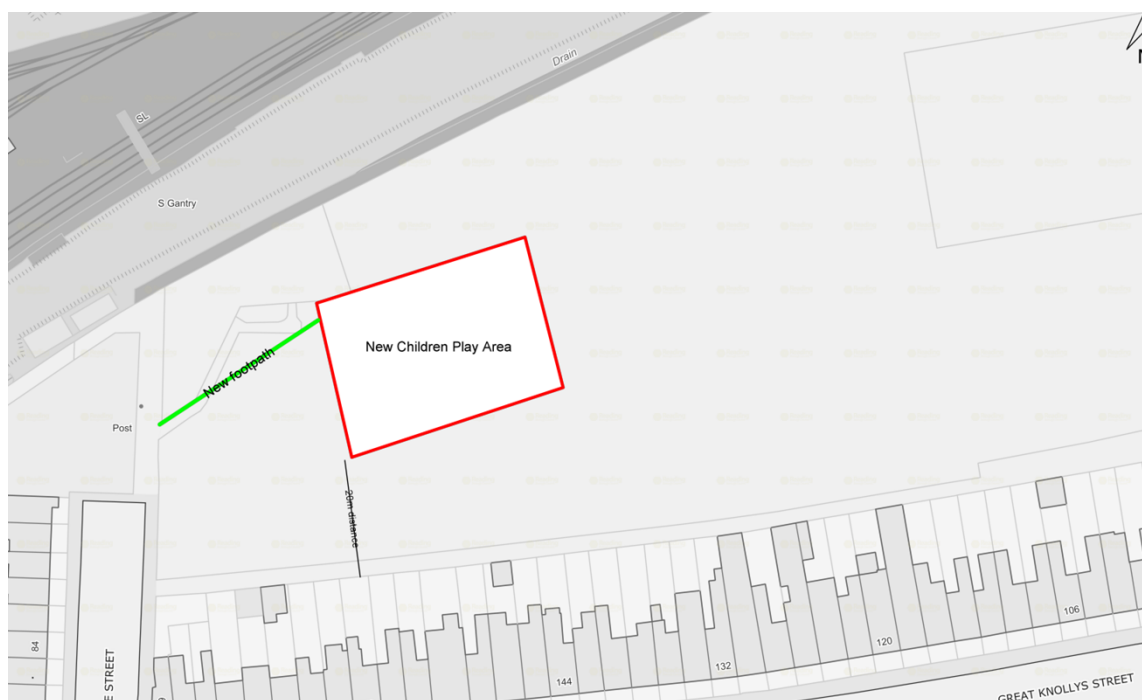 Drain
SL
S Gantry
N
New Children Play Area
New footpath
Post
20m distance
84
E STREET
144
132
120
106
GREAT KNOLLYS STREET